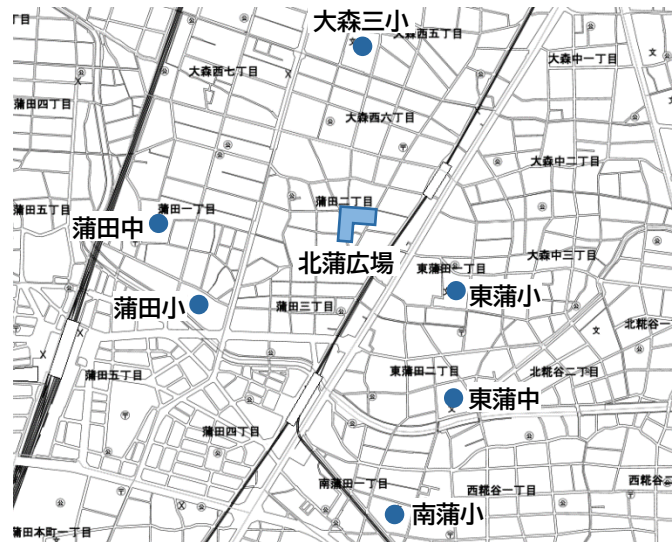 大森三小
大森西五丁目
大森中一丁目
大森西七丁目
蒲田四丁目
大森西六丁目
大森中二丁目
蒲田二丁目
蒲田五丁目
蒲田一丁目
蒲田中
北蒲広場
大森中三丁目
東蒲田一丁目
東蒲小
蒲田小
蒲田三丁目
北糀谷一
東蒲田二丁目
北糀谷二丁目
蒲田五丁目
東蒲中
蒲田四丁目
南蒲田一丁目
西糀谷一丁目
西糀谷二
南蒲小
蒲田本町一丁目